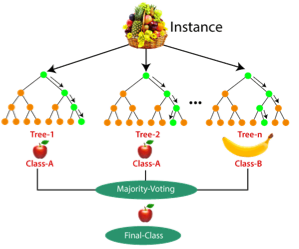 Instance
Tree-1
Tree-2
Tree-n
Class-A
Class-A
Class-B
Majority-Voting
Final-Class